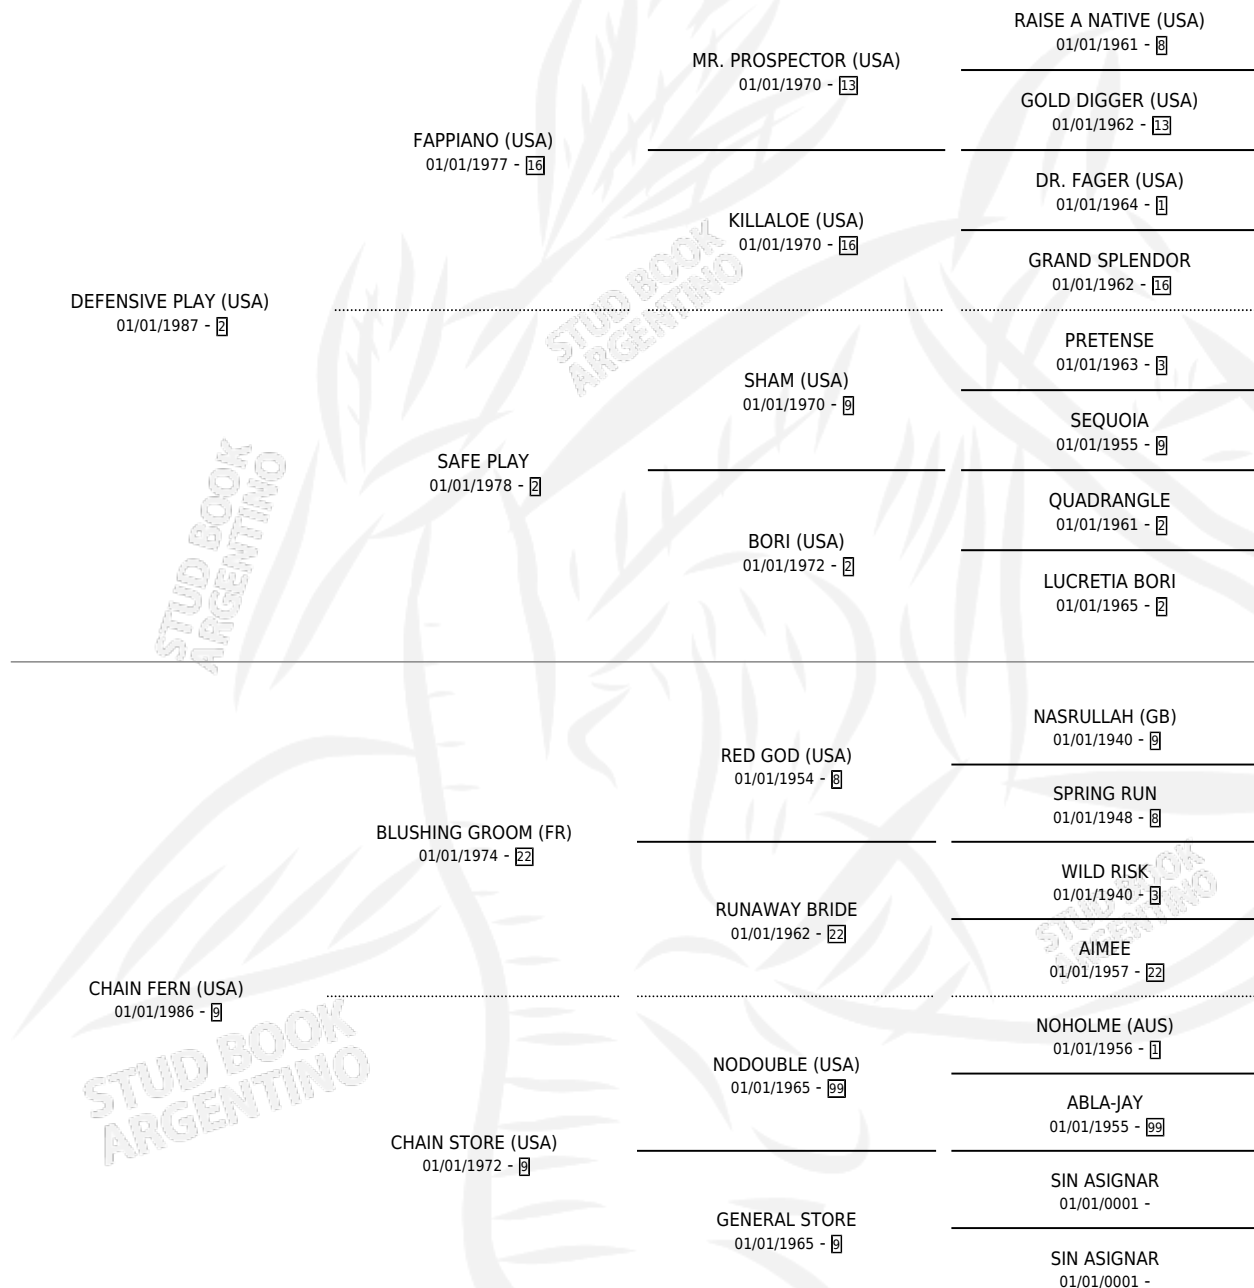 RAISE A NATIVE (USA)
01/01/1961 - 8
MR. PROSPECTOR (USA)
01/01/1970 - 13
GOLD DIGGER (USA)
01/01/1962 - 13
FAPPIANO (USA)
01/01/1977 - 16
DR. FAGER (USA)
01/01/1964 - 1
KILLALOE (USA)
01/01/1970 - 16
GRAND SPLENDOR
01/01/1962 - 16
DEFENSIVE PLAY (USA)
01/01/1987 - 2
PRETENSE
01/01/1963 - 3
SHAM (USA)
01/01/1970 - 9
SEQUOIA
01/01/1955 - 9
SAFE PLAY
01/01/1978 - 2
QUADRANGLE
01/01/1961 - 2
BORI (USA)
01/01/1972 - 2
LUCRETIA BORI
01/01/1965 - 2
NASRULLAH (GB)
01/01/1940 - 9
RED GOD (USA)
01/01/1954 - 8
SPRING RUN
01/01/1948 - 8
BLUSHING GROOM (FR)
01/01/1974 - 22
WILD RISK
01/01/1940 - 3
RUNAWAY BRIDE
01/01/1962 - 22
AIMEE
01/01/1957 - 22
CHAIN FERN (USA)
01/01/1986 - 9
NOHOLME (AUS)
01/01/1956 - 1
NODOUBLE (USA)
01/01/1965 - 99
ABLA-JAY
01/01/1955 - 99
CHAIN STORE (USA)
01/01/1972 - 9
SIN ASIGNAR
01/01/0001 -
GENERAL STORE
01/01/1965 - 9
SIN ASIGNAR
01/01/0001 -
STUD BOOK
ARGENTINO
STUD BOOK
ARGENTINO
STUD BOOK
ARGENTINO
STUD BOOK
ARGENTINO